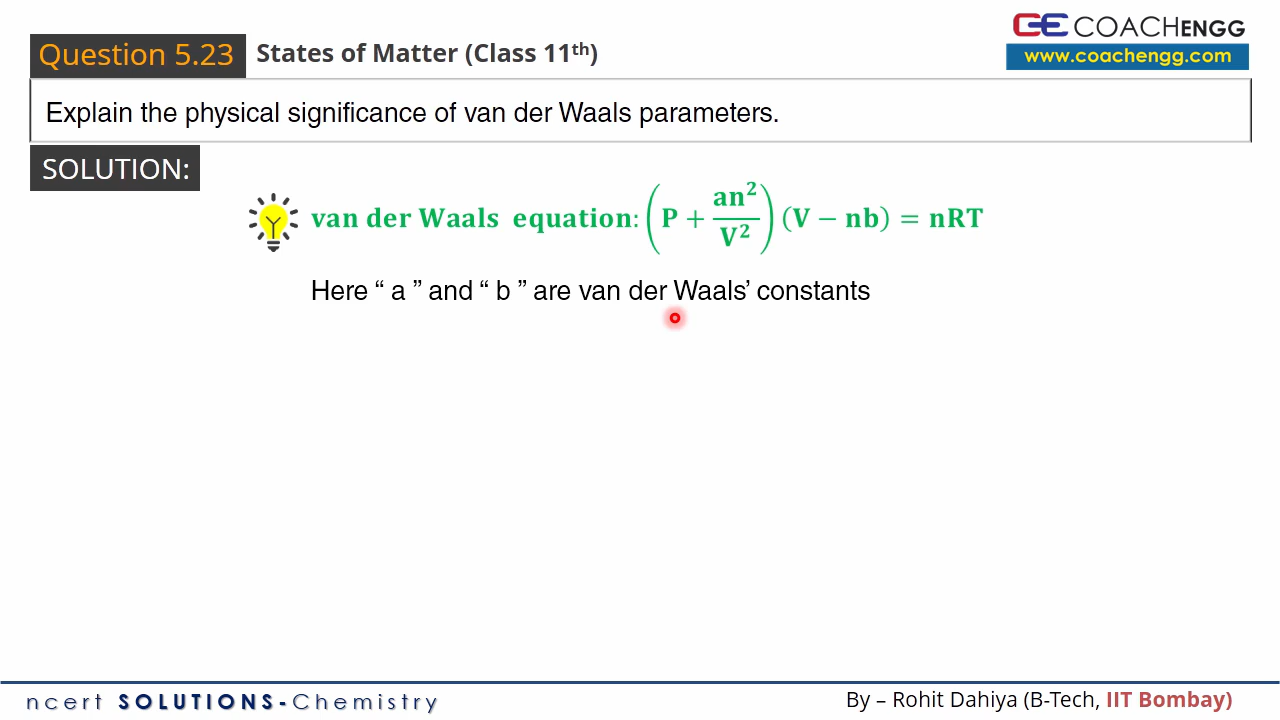 COACHENGG
www.coachengg.com
Question 5.23 States of Matter (Class 11th)
Explain the physical significance of van der Waals parameters.
SOLUTION:
van der Waals equation: (P + an²/V²) (V − nb) = nRT
Here “ a ” and “ b ” are van der Waals’ constants
ncert SOLUTIONS-Chemistry
By – Rohit Dahiya (B-Tech, IIT Bombay)